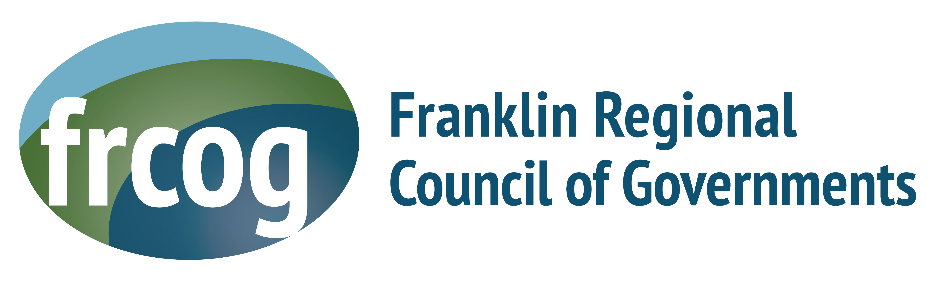 frcog
Franklin Regional
Council of Governments